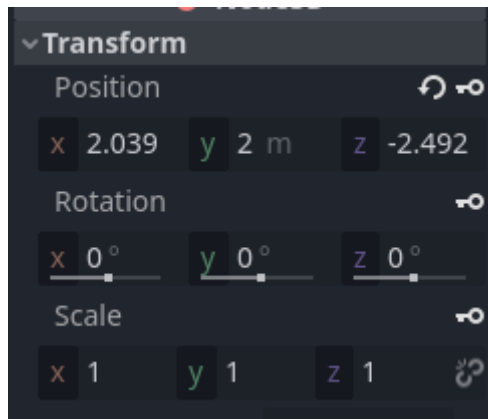 Transform
Position
x 2.039 y 2 m z -2.492
Rotation
x 0° y 0° z 0°
Scale
x 1 y 1 z 1